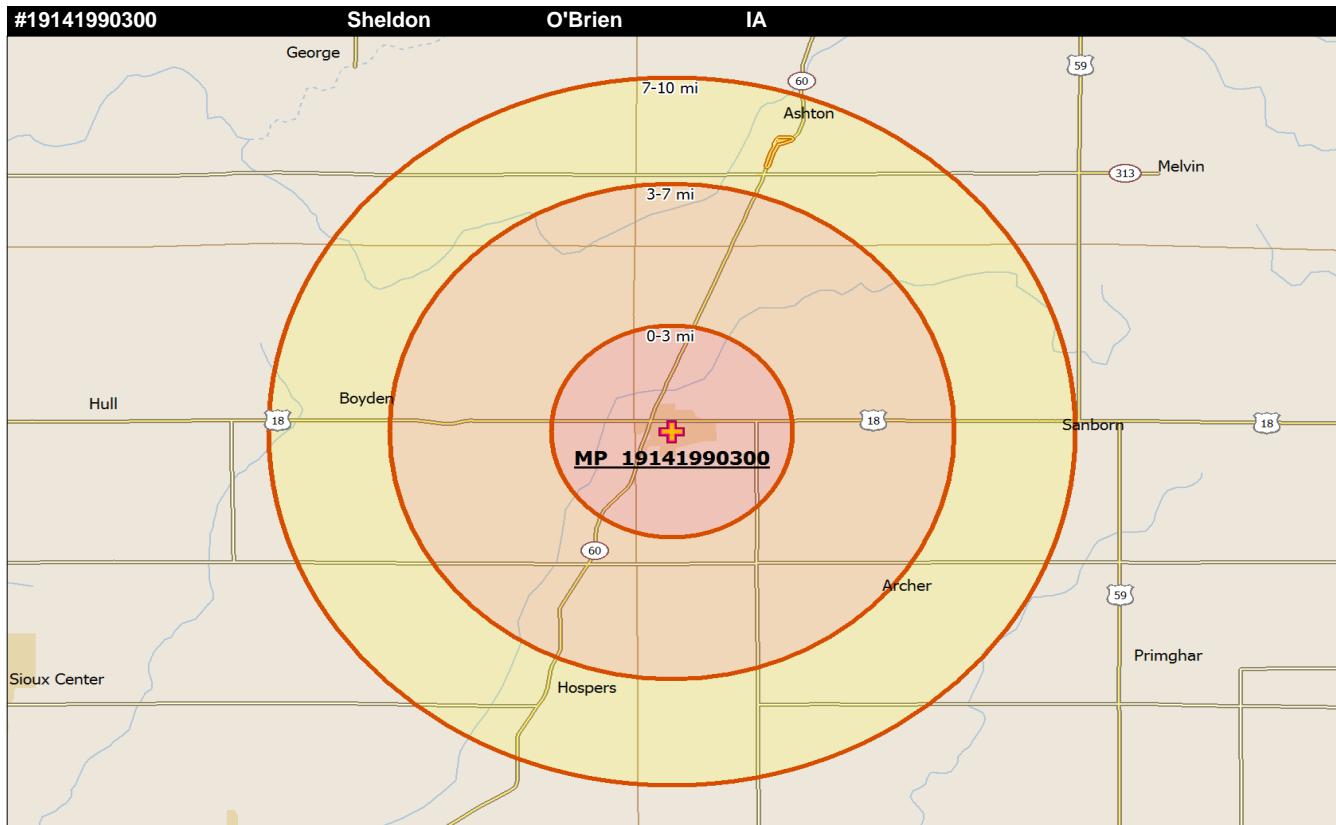 #19141990300 Sheldon O'Brien IA
George
59
7-10 mi
60
Ashton
313 Melvin
3-7 mi
0-3 mi
Hull
Boyden
18
18
Sanborn
18
MP 19141990300
60
Archer
59
Primghar
Sioux Center
Hospers